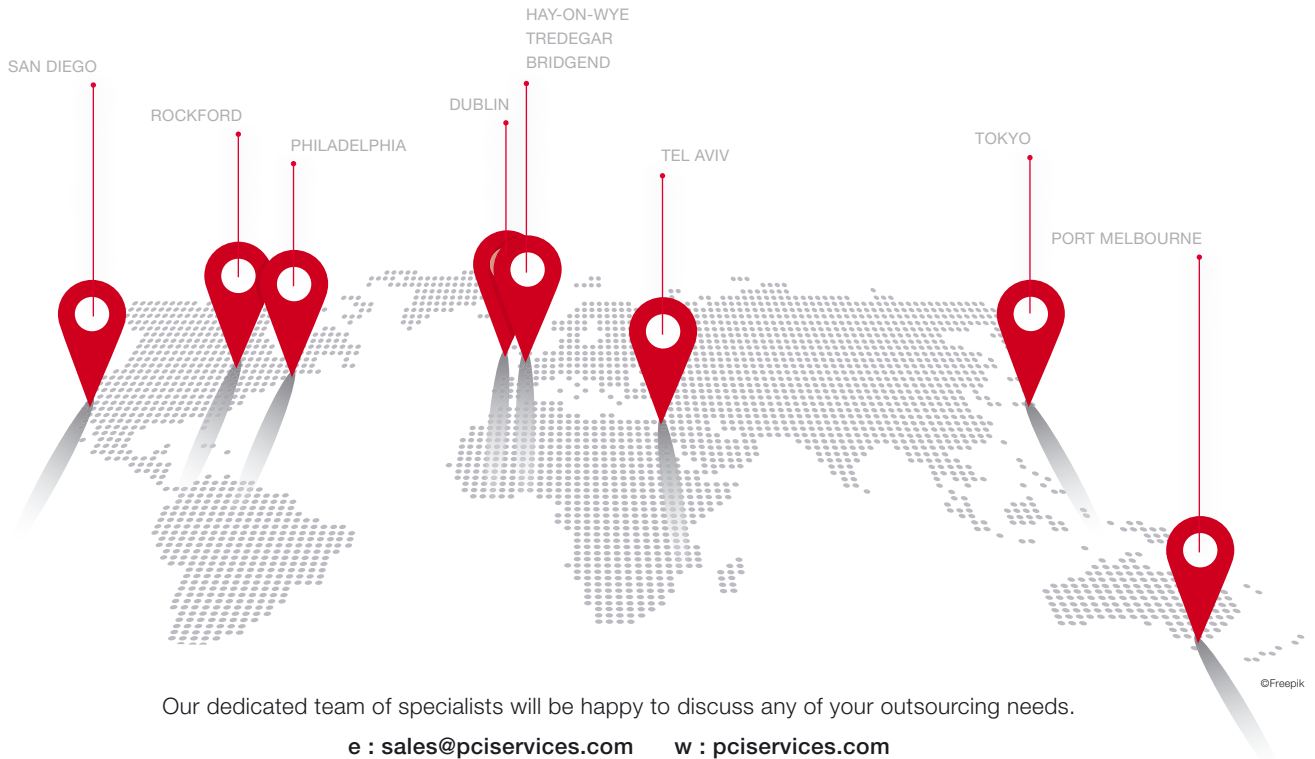 HAY-ON-WYE
TREDEGAR
BRIDGEND
SAN DIEGO
DUBLIN
ROCKFORD
PHILADELPHIA
TEL AVIV
TOKYO
PORT MELBOURNE
©Freepik
Our dedicated team of specialists will be happy to discuss any of your outsourcing needs.
e : sales@pciservices.com w : pciservices.com